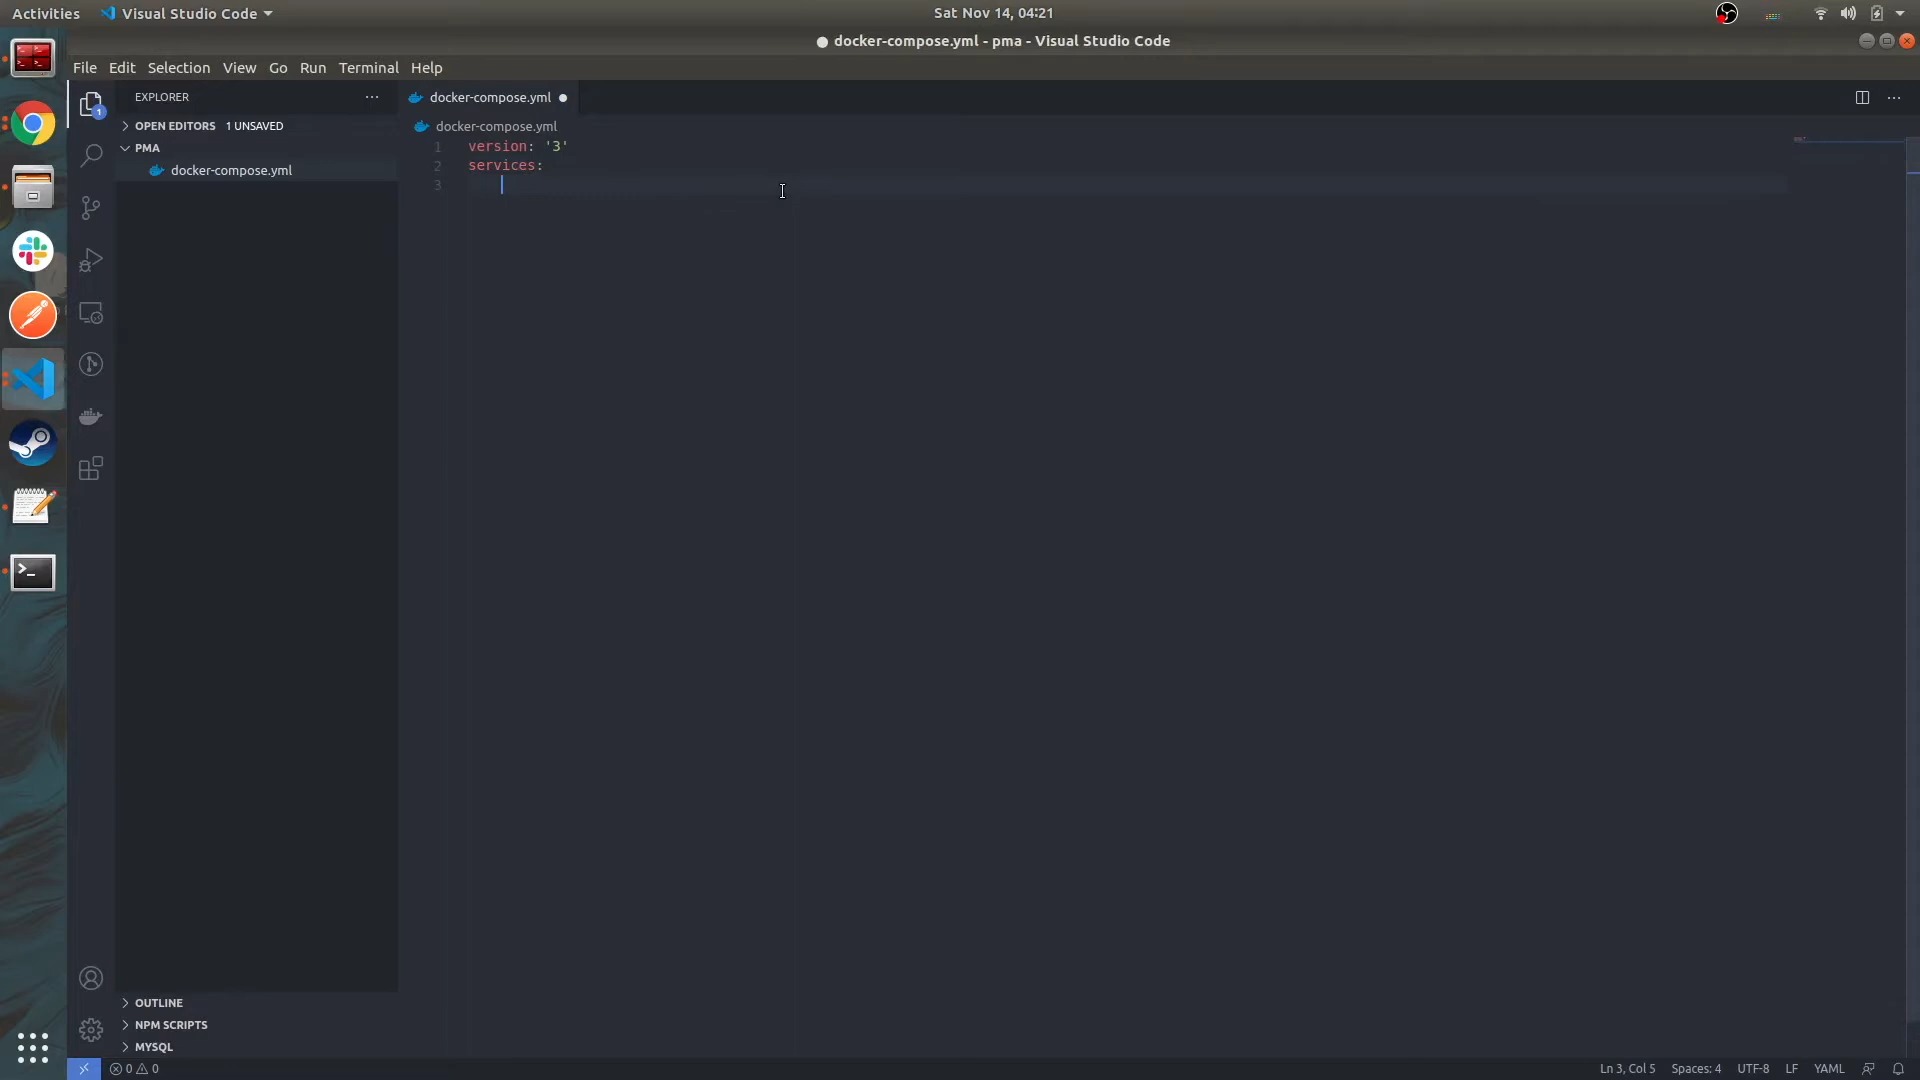 Activities
Visual Studio Code
Sat Nov 14, 04:21
● docker-compose.yml - pma - Visual Studio Code
File Edit Selection View Go Run Terminal Help
EXPLORER
OPEN EDITORS 1 UNSAVED
PMA
docker-compose.yml
docker-compose.yml
docker-compose.yml
1 version: '3'
2 services:
3
1
OUTLINE
NPM SCRIPTS
MYSQL
0 0
Ln 3, Col 5 Spaces: 4 UTF-8 LF YAML